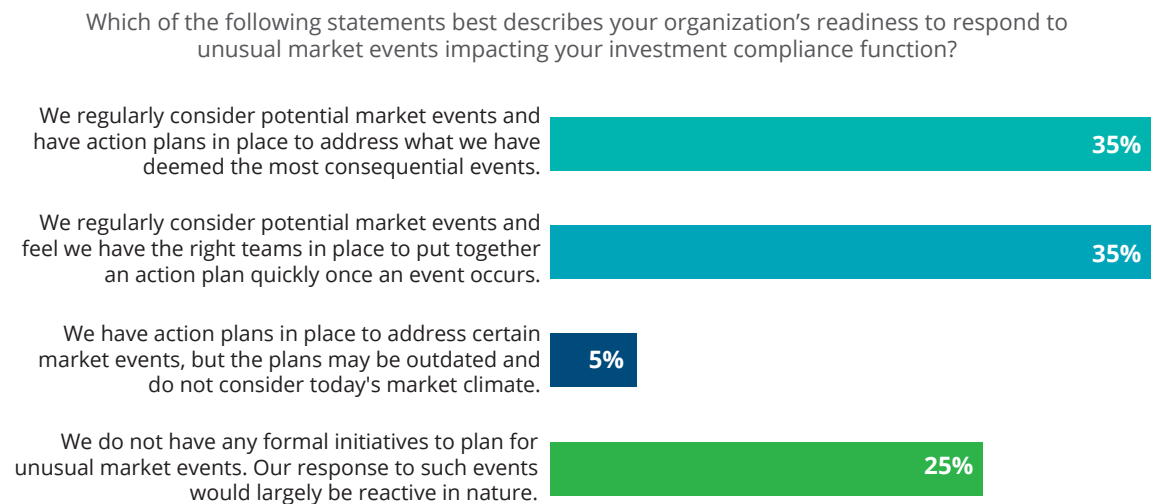 Which of the following statements best describes your organization’s readiness to respond to
unusual market events impacting your investment compliance function?
We regularly consider potential market events and
have action plans in place to address what we have
deemed the most consequential events.
35%
We regularly consider potential market events and
feel we have the right teams in place to put together
an action plan quickly once an event occurs.
35%
We have action plans in place to address certain
market events, but the plans may be outdated and
do not consider today's market climate.
5%
We do not have any formal initiatives to plan for
unusual market events. Our response to such events
would largely be reactive in nature.
25%